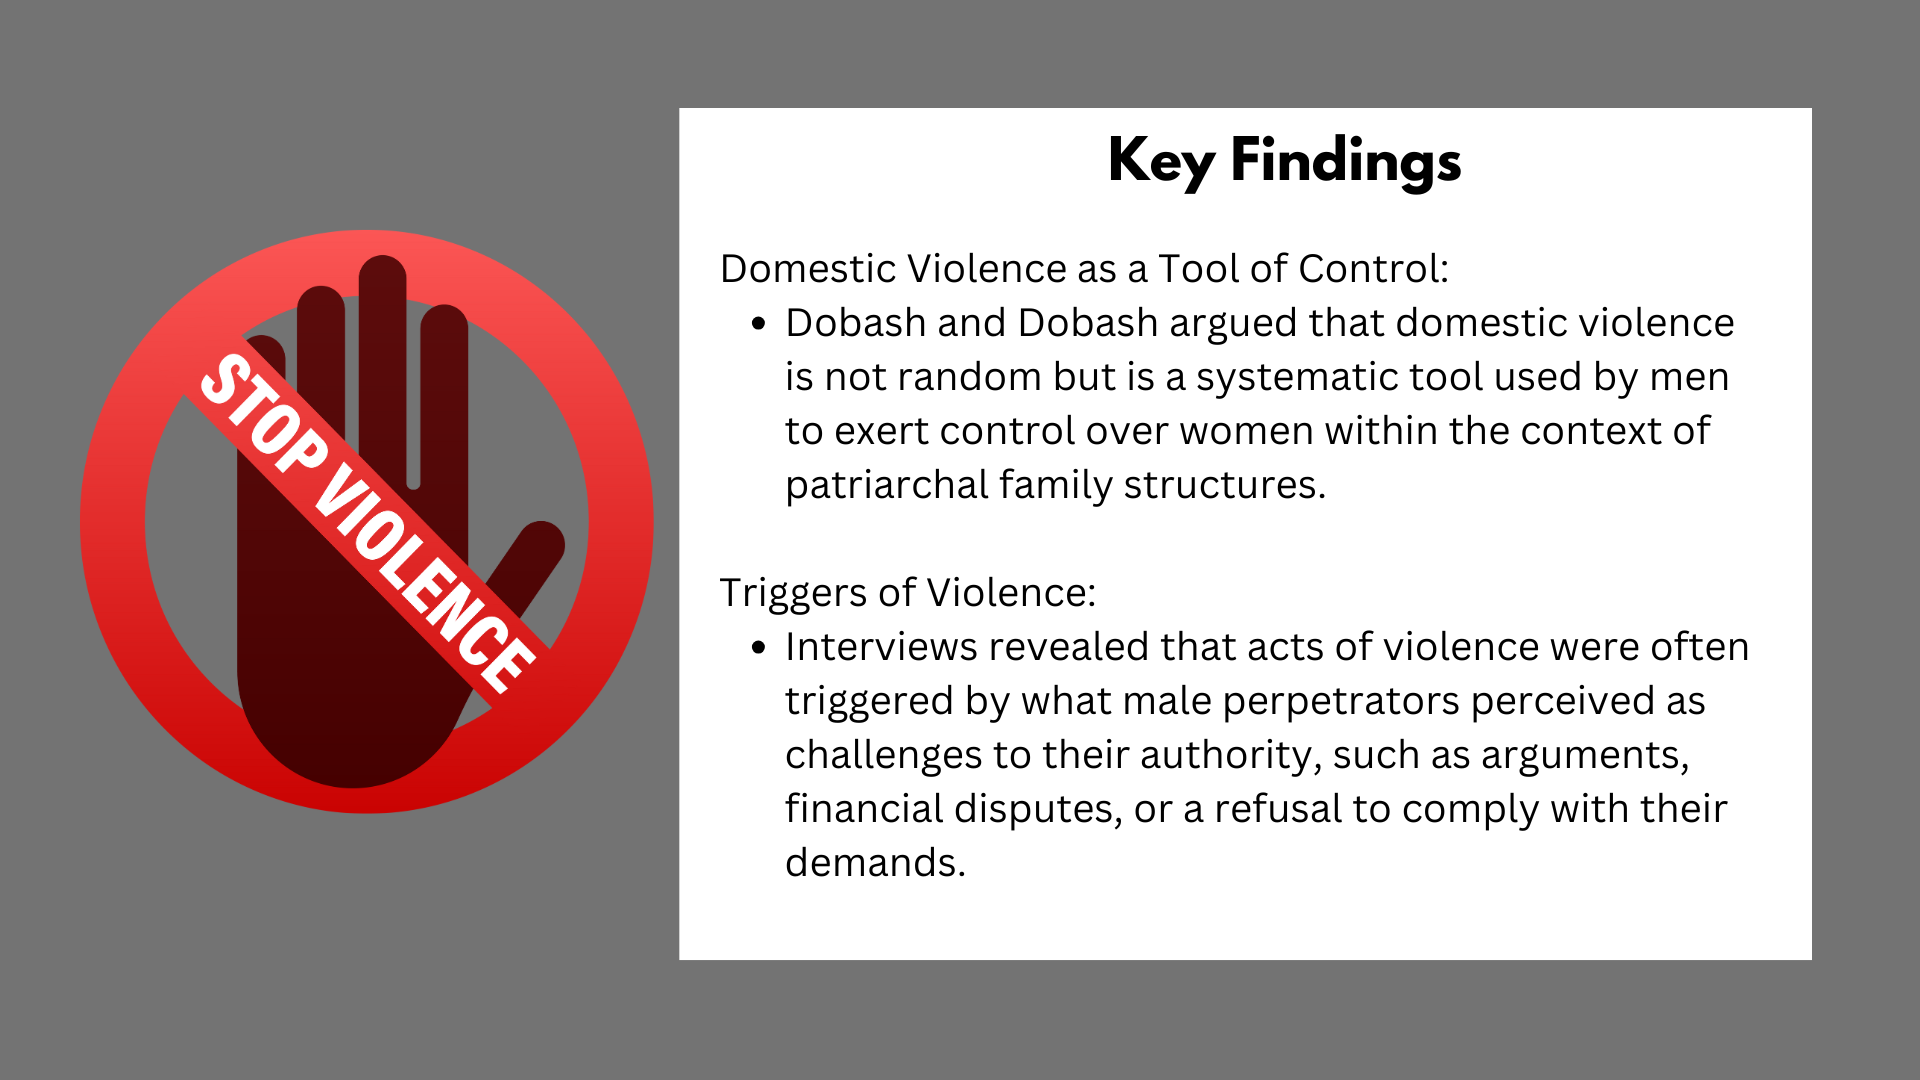 STOP VIOLENCE
Key Findings
Domestic Violence as a Tool of Control:
• Dobash and Dobash argued that domestic violence
is not random but is a systematic tool used by men
to exert control over women within the context of
patriarchal family structures.
Triggers of Violence:
• Interviews revealed that acts of violence were often
triggered by what male perpetrators perceived as
challenges to their authority, such as arguments,
financial disputes, or a refusal to comply with their
demands.